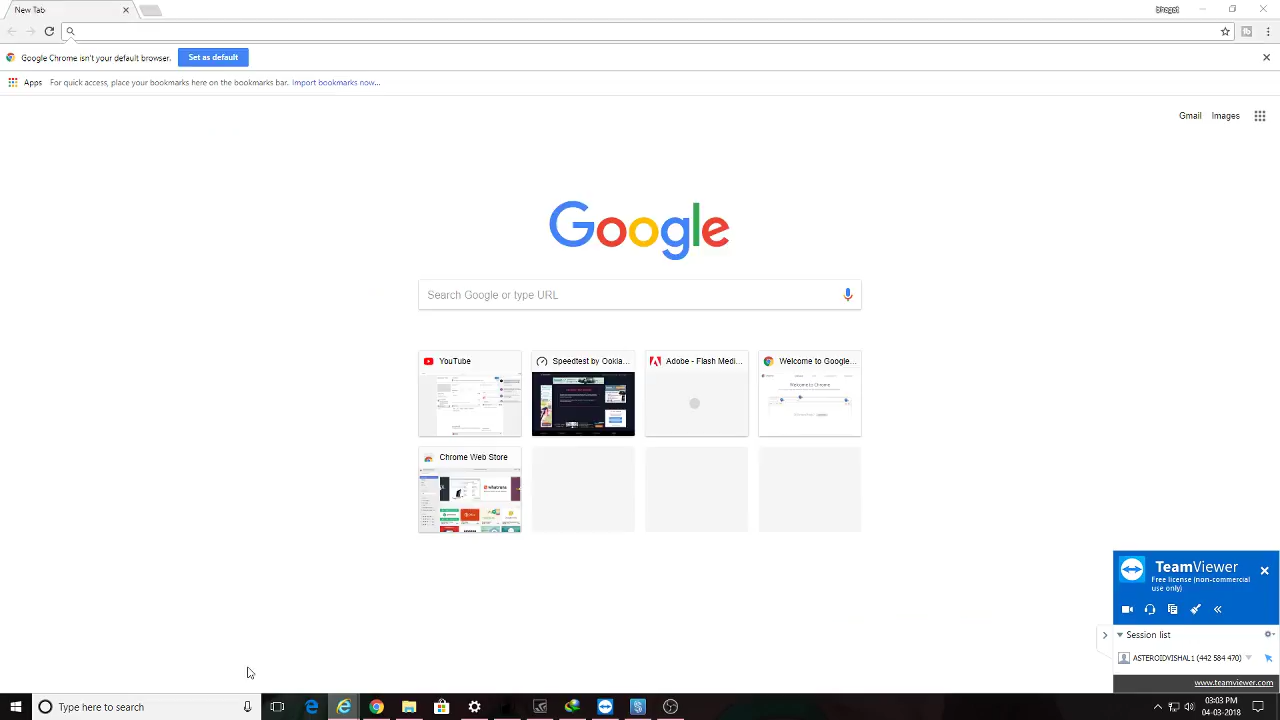 New Tab
Google Chrome isn't your default browser. Set as default
Apps For quick access, place your bookmarks here on the bookmarks bar. Import bookmarks now...
Gmail Images
Google
Search Google or type URL
YouTube
Speedtest by Ookla...
Adobe - Flash Medi...
Welcome to Google...
Welcome to Chrome
Chrome Web Store
TeamViewer
Free license (non-commercial
use only)
Session list
ASTEROIDVISHAL1 (442 584 470)
www.teamviewer.com
Type here to search
03:03 PM
04-03-2018